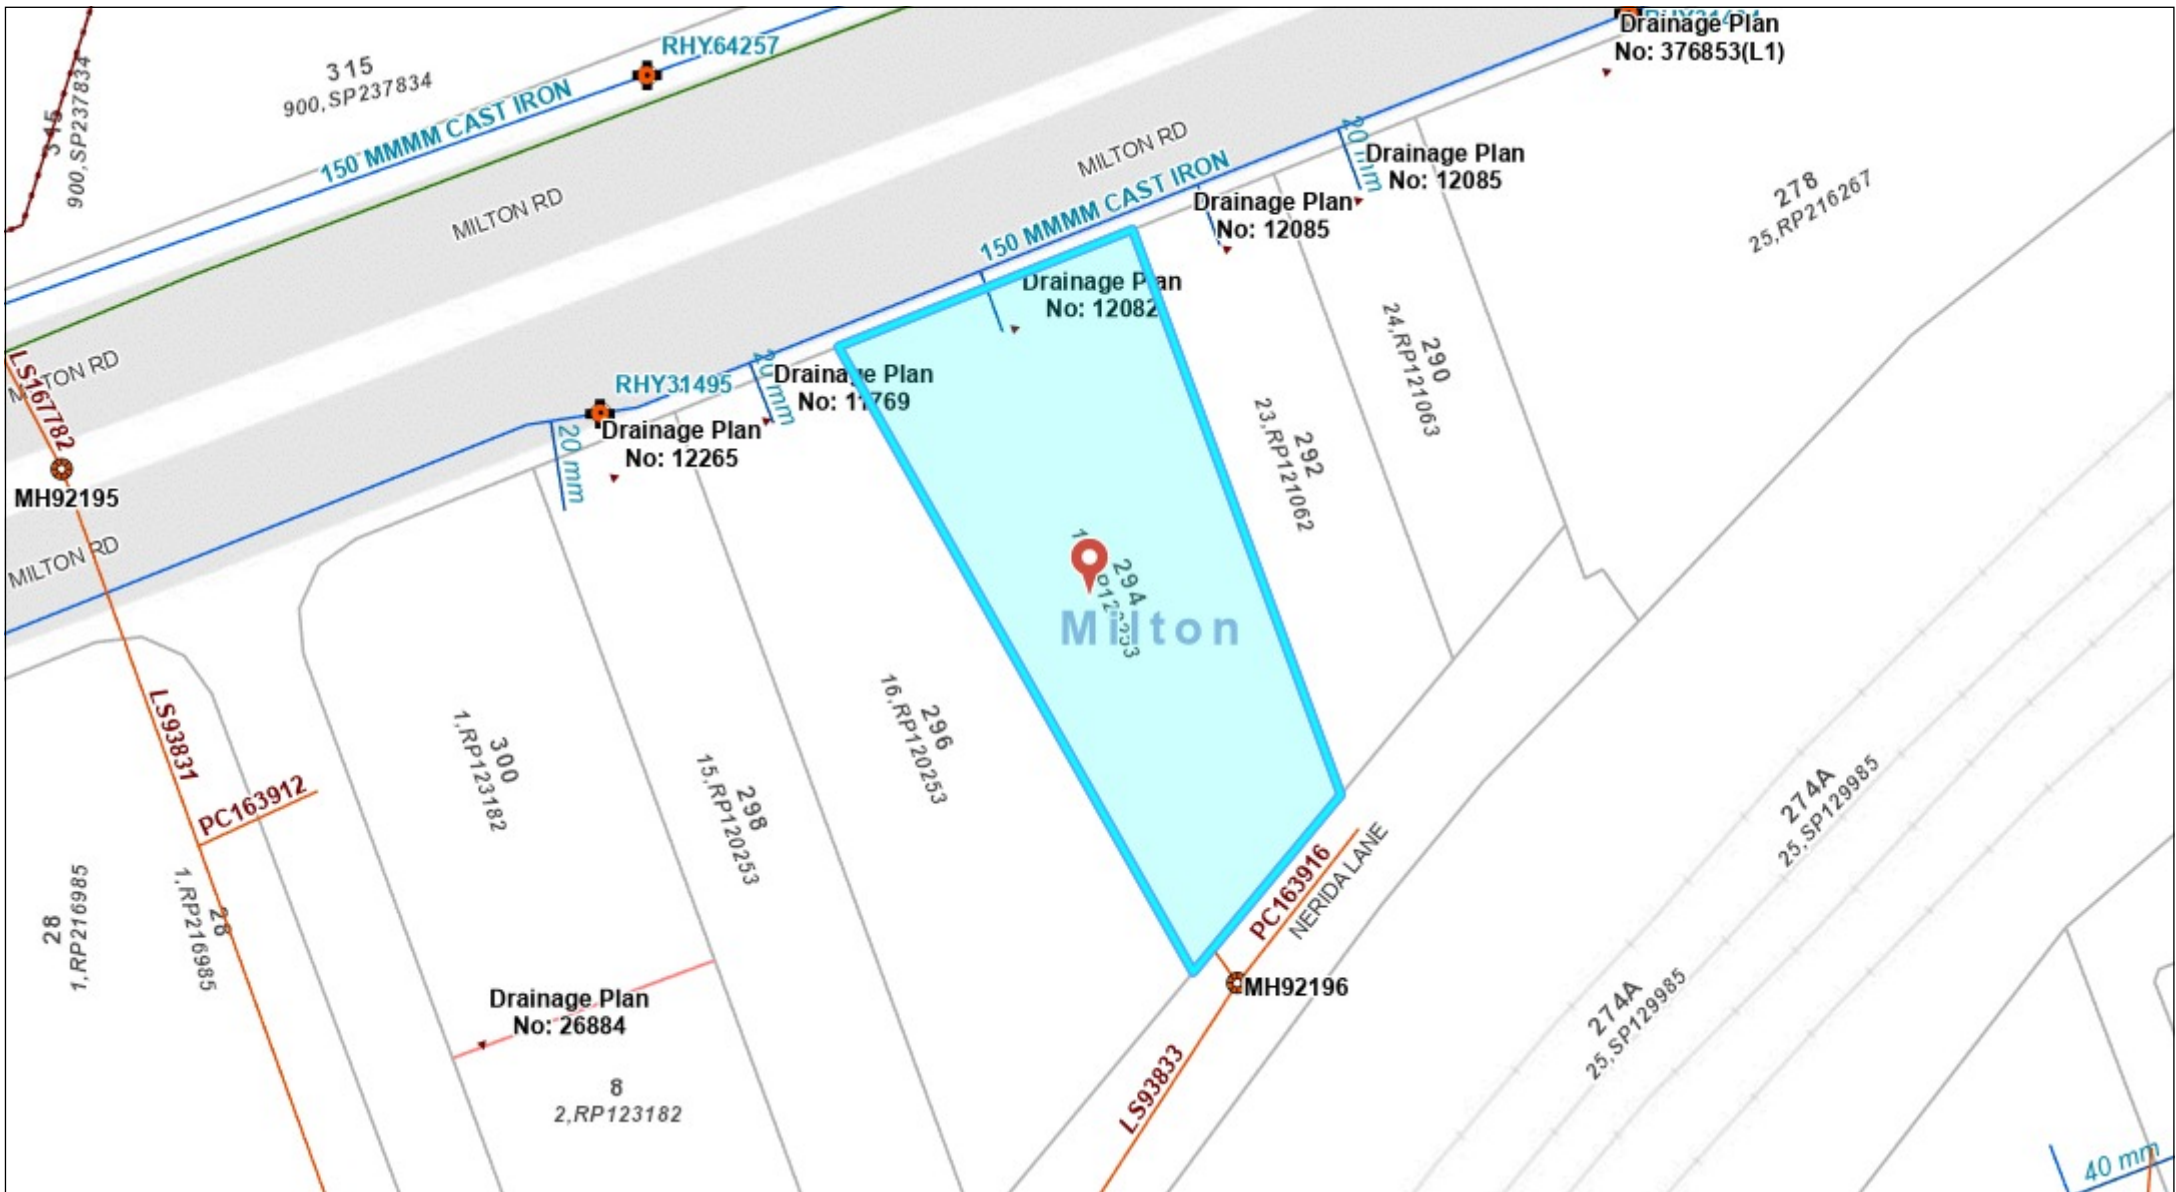 Drainage Plan
No: 376853(L1)
RHY64257
315
900,SP237834
315
900,SP237834
150 MMMM CAST IRON
MILTON RD
MILTON RD
150 MMMM CAST IRON
20 mm
Drainage Plan
No: 12085
Drainage Plan
No: 12085
278
25,RP216267
Drainage Plan
No: 12082
290
24,RP121063
MILTON RD
LS167782
RHY31495
20 mm
Drainage Plan
No: 11769
Drainage Plan
No: 12265
20 mm
292
23,RP121062
MH92195
MILTON RD
294
Milton
LS93831
300
1,RP123182
298
15,RP120253
296
16,RP120253
PC163912
28
1,RP216985
28
1,RP216985
PC163916
NERIDA LANE
274A
25,SP129985
274A
25,SP129985
MH92196
Drainage Plan
No: 26884
8
2,RP123182
LS93833
40 mm